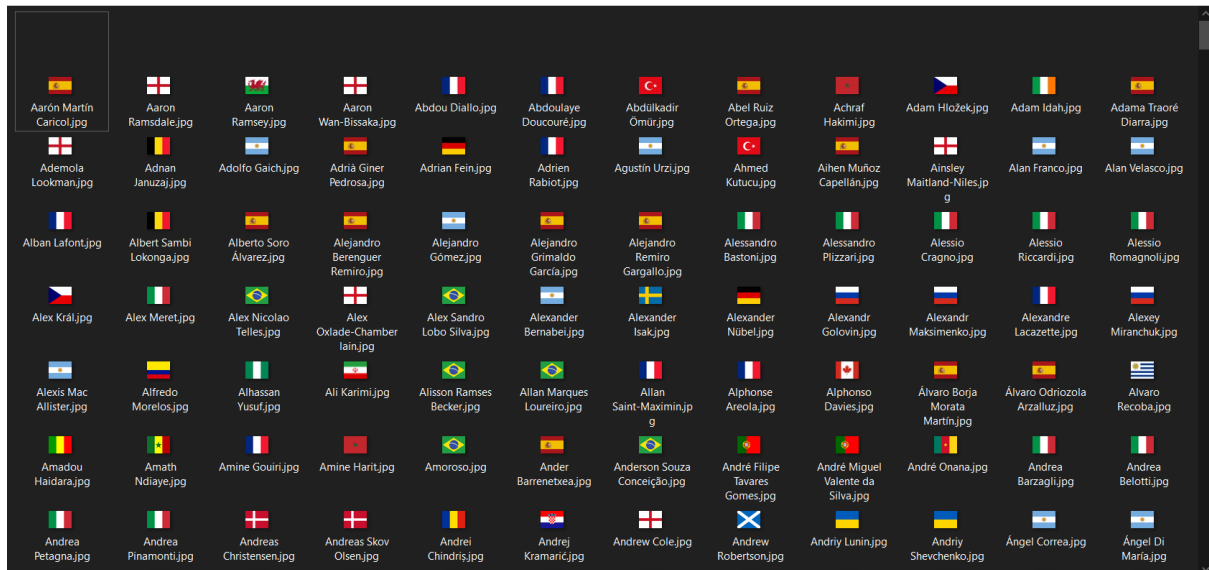 Aarón Martín
Caricol.jpg
Aaron
Ramsdale.jpg
Aaron
Ramsey.jpg
Aaron
Wan-Bissaka.jpg
Abdou Diallo.jpg
Abdoulaye
Doucouré.jpg
Abdülkadir
Ömür.jpg
Abel Ruiz
Ortega.jpg
Achraf
Hakimi.jpg
Adam Hložek.jpg
Adam Idah.jpg
Adama Traoré
Diarra.jpg
Ademola
Lookman.jpg
Adnan
Januzaj.jpg
Adolfo Gaich.jpg
Adrià Giner
Pedrosa.jpg
Adrian Fein.jpg
Adrien
Rabiot.jpg
Agustín Urzi.jpg
Ahmed
Kutucu.jpg
Aihen Muñoz
Capellán.jpg
Ainsley
Maitland-Niles.jp
g
Alan Franco.jpg
Alan Velasco.jpg
Alban Lafont.jpg
Albert Sambi
Lokonga.jpg
Alberto Soro
Álvarez.jpg
Alejandro
Berenguer
Remiro.jpg
Alejandro
Gómez.jpg
Alejandro
Grimaldo
García.jpg
Alejandro
Remiro
Gargallo.jpg
Alessandro
Bastoni.jpg
Alessandro
Plizzari.jpg
Alessio
Cragno.jpg
Alessio
Riccardi.jpg
Alessio
Romagnoli.jpg
Alex Král.jpg
Alex Meret.jpg
Alex Nicolao
Telles.jpg
Alex
Oxlade-Chamber
lain.jpg
Alex Sandro
Lobo Silva.jpg
Alexander
Bernabei.jpg
Alexander
Isak.jpg
Alexander
Nübel.jpg
Alexandr
Golovin.jpg
Alexandr
Maksimenko.jpg
Alexandre
Lacazette.jpg
Alexey
Miranchuk.jpg
Alexis Mac
Allister.jpg
Alfredo
Morelos.jpg
Alhassan
Yusuf.jpg
Ali Karimi.jpg
Alisson Ramses
Becker.jpg
Allan Marques
Loureiro.jpg
Allan
Saint-Maximin.jp
g
Alphonse
Areola.jpg
Alphonso
Davies.jpg
Álvaro Borja
Morata
Martín.jpg
Álvaro Odriozola
Arzalluz.jpg
Alvaro
Recoba.jpg
Amadou
Haidara.jpg
Amath
Ndiaye.jpg
Amine Gouiri.jpg
Amine Harit.jpg
Amoroso.jpg
Ander
Barrenetxea.jpg
Anderson Souza
Conceição.jpg
André Filipe
Tavares
Gomes.jpg
André Miguel
Valente da
Silva.jpg
André Onana.jpg
Andrea
Barzagli.jpg
Andrea
Belotti.jpg
Andrea
Petagna.jpg
Andrea
Pinamonti.jpg
Andreas
Christensen.jpg
Andreas Skov
Olsen.jpg
Andrei
Chindriș.jpg
Andrej
Kramarić.jpg
Andrew Cole.jpg
Andrew
Robertson.jpg
Andriy Lunin.jpg
Andriy
Shevchenko.jpg
Ángel Correa.jpg
Ángel Di
María.jpg